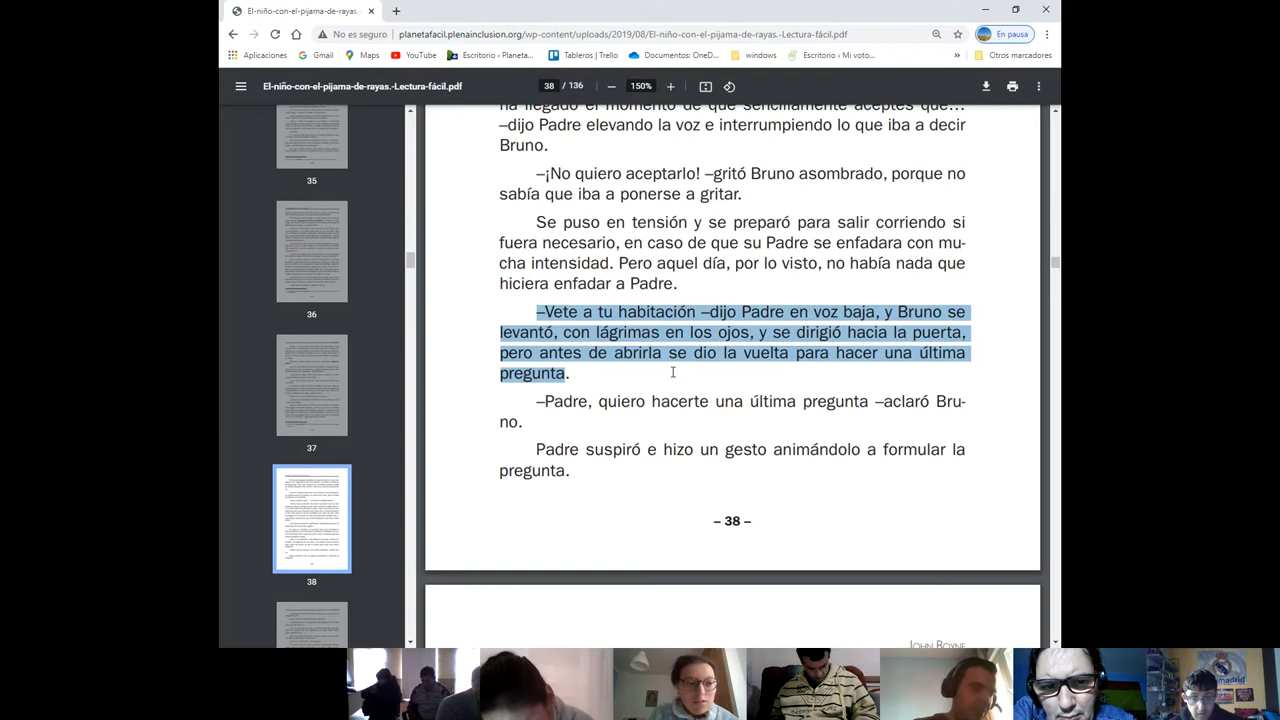 El-niño-con-el-pijama-de-rayas.-
No es seguro
planetafacil.plenainclusion.org/wp-content/uploads/2019/08/El-niño-con-el-pijama-de-rayas.-Lectura-fácil.pdf
En pausa
Aplicaciones
Gmail
Maps
YouTube
Escritorio <Planeta...
Tableros | Trello
Documentos: OneD...
windows
Escritorio < Mi voto...
»
Otros marcadores
El-niño-con-el-pijama-de-rayas.-Lectura-fácil.pdf
38 / 136
150%
35
36
37
38
ha llegado el momento de que
aceptes que...
–dijo Padre elevando la voz e interrumpiendo lo que iba a decir
Bruno.
–¡No quiero aceptarlo! –gritó Bruno asombrado, porque no
sabía que iba a ponerse a gritar.
Se puso en tensión y se preparó para salir corriendo si
fuera necesario, en caso de que su Padre se enfadara con mu-
cha intensidad. Pero aquel día, por lo visto, no había nada que
hiciera enfadar a Padre.
–Vete a tu habitación –dijo Padre en voz baja, y Bruno se
levantó, con lágrimas en los ojos, y se dirigió hacia la puerta,
pero antes de abrirla se dio la vuelta para hacer una última
pregunta.
–Padre, quiero hacerte una última pregunta –aclaró Bru-
no.
Padre suspiró e hizo un gesto animándolo a formular la
pregunta.
JOHN BOYNE
madrid